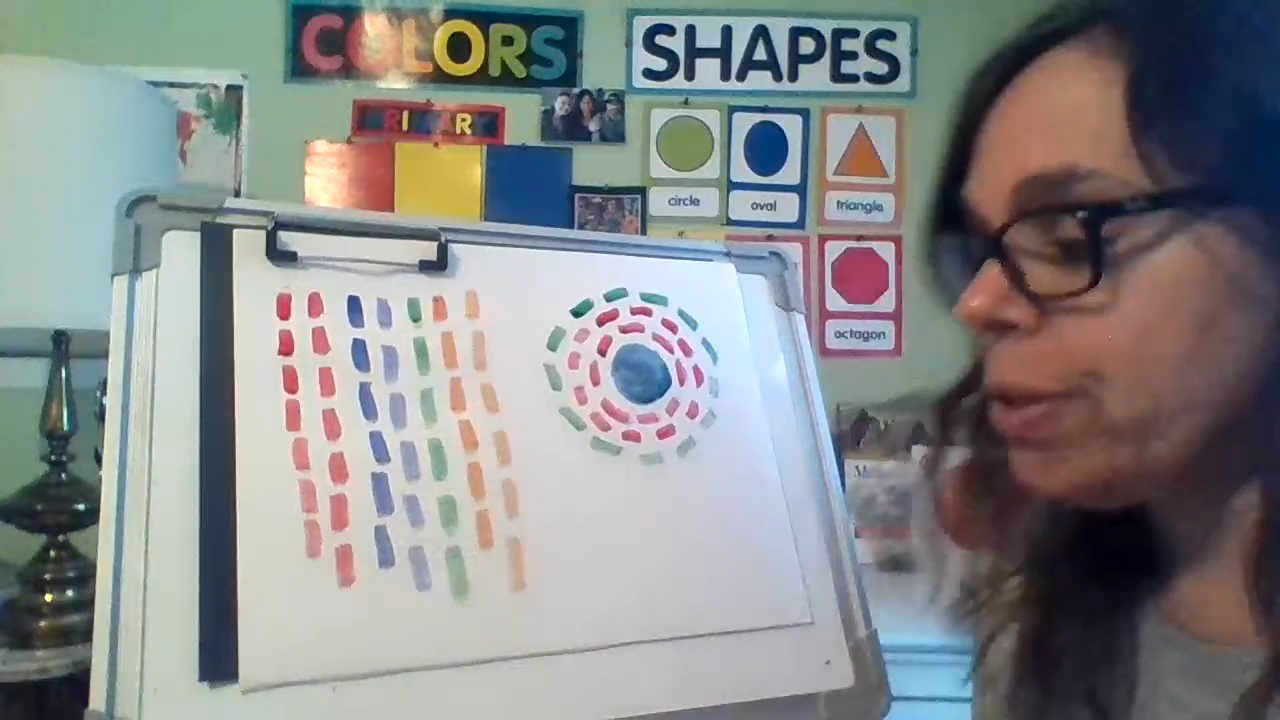 COLORS
SHAPES
PRIMARY
circle
oval
triangle
octagon